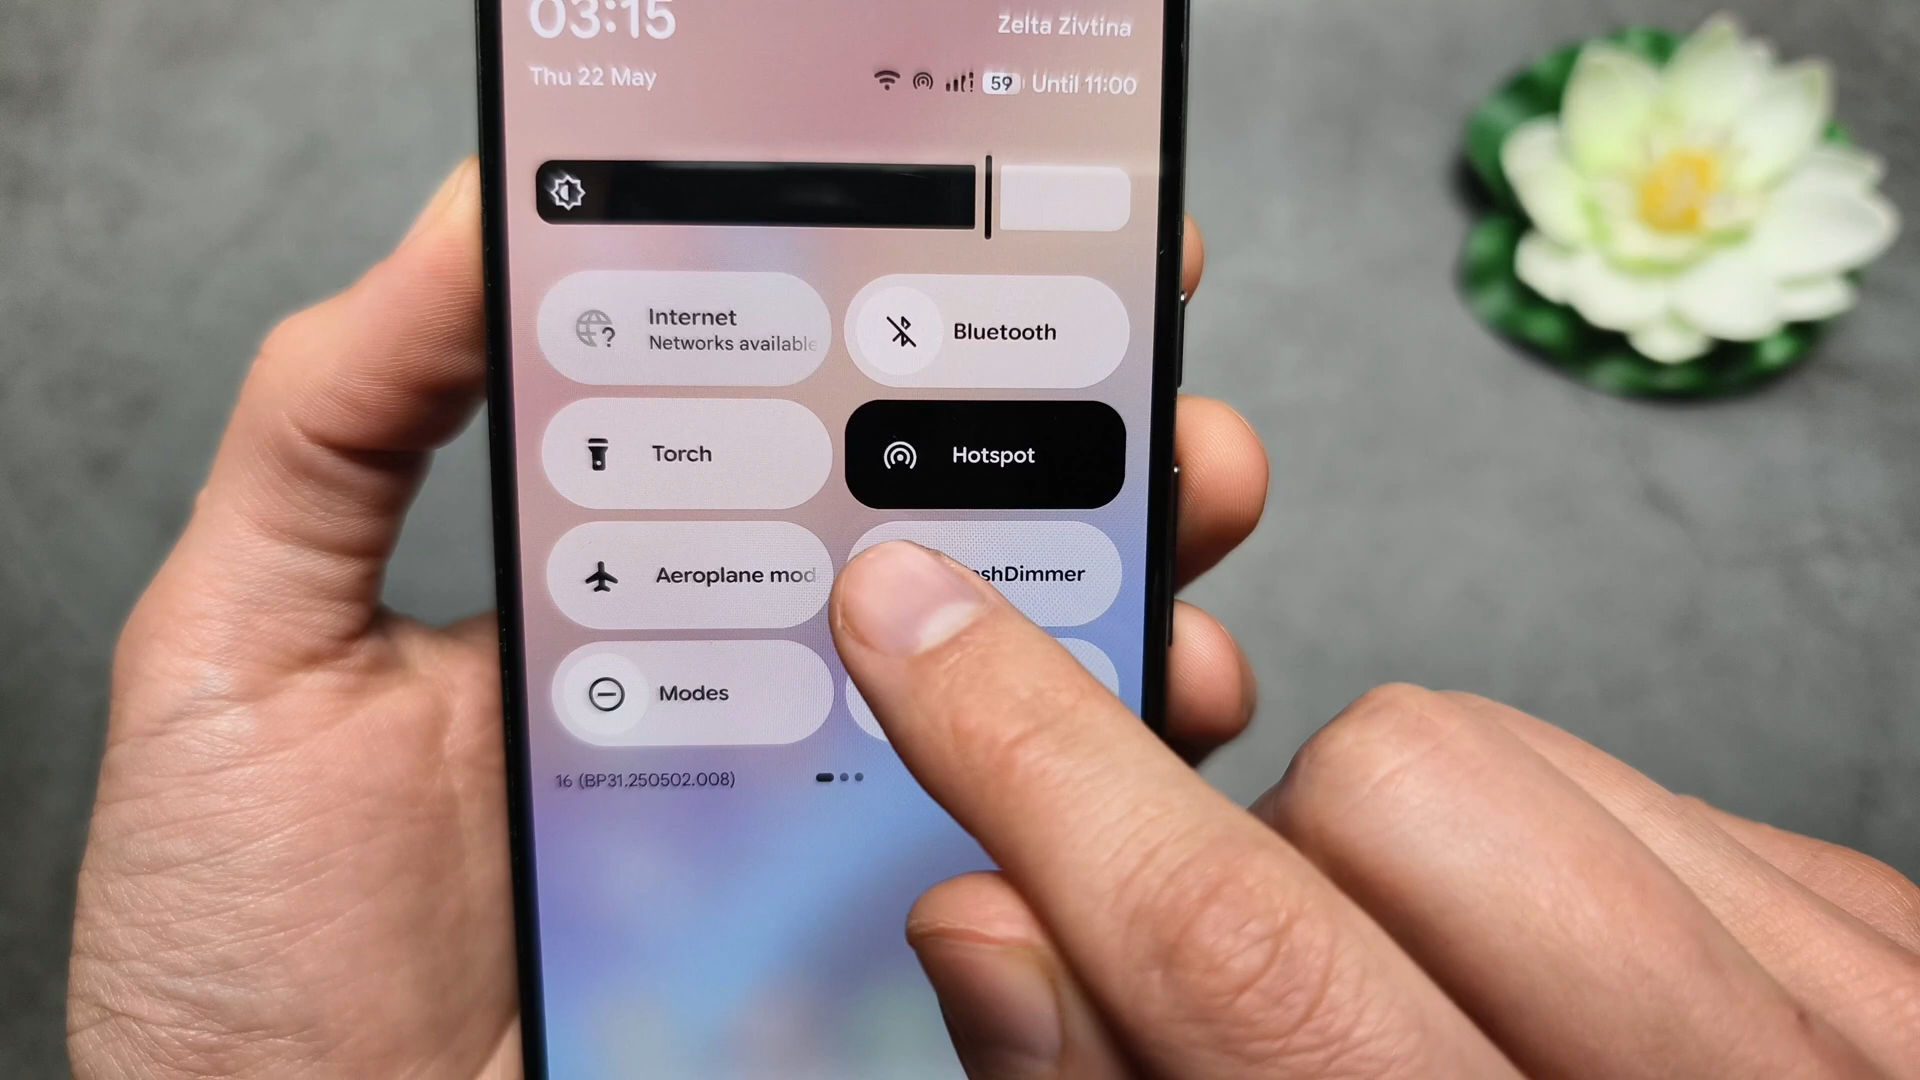 03:15
Zelta Zivtina
Thu 22 May
59
Until 11:00
Internet
Networks available
Bluetooth
Torch
Hotspot
Aeroplane mod
shDimmer
Modes
16 (BP31.250502.008)